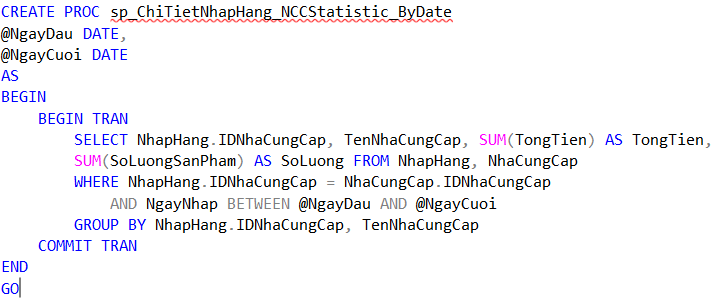 CREATE PROC sp_ChiTietNhapHang_NCCStatistic_ByDate
@NgayDau DATE,
@NgayCuoi DATE
AS
BEGIN
    BEGIN TRAN
        SELECT NhapHang.IDNhaCungCap, TenNhaCungCap, SUM(TongTien) AS TongTien,
        SUM(SoLuongSanPham) AS SoLuong FROM NhapHang, NhaCungCap
        WHERE NhapHang.IDNhaCungCap = NhaCungCap.IDNhaCungCap
            AND NgayNhap BETWEEN @NgayDau AND @NgayCuoi
        GROUP BY NhapHang.IDNhaCungCap, TenNhaCungCap
    COMMIT TRAN
END
GO